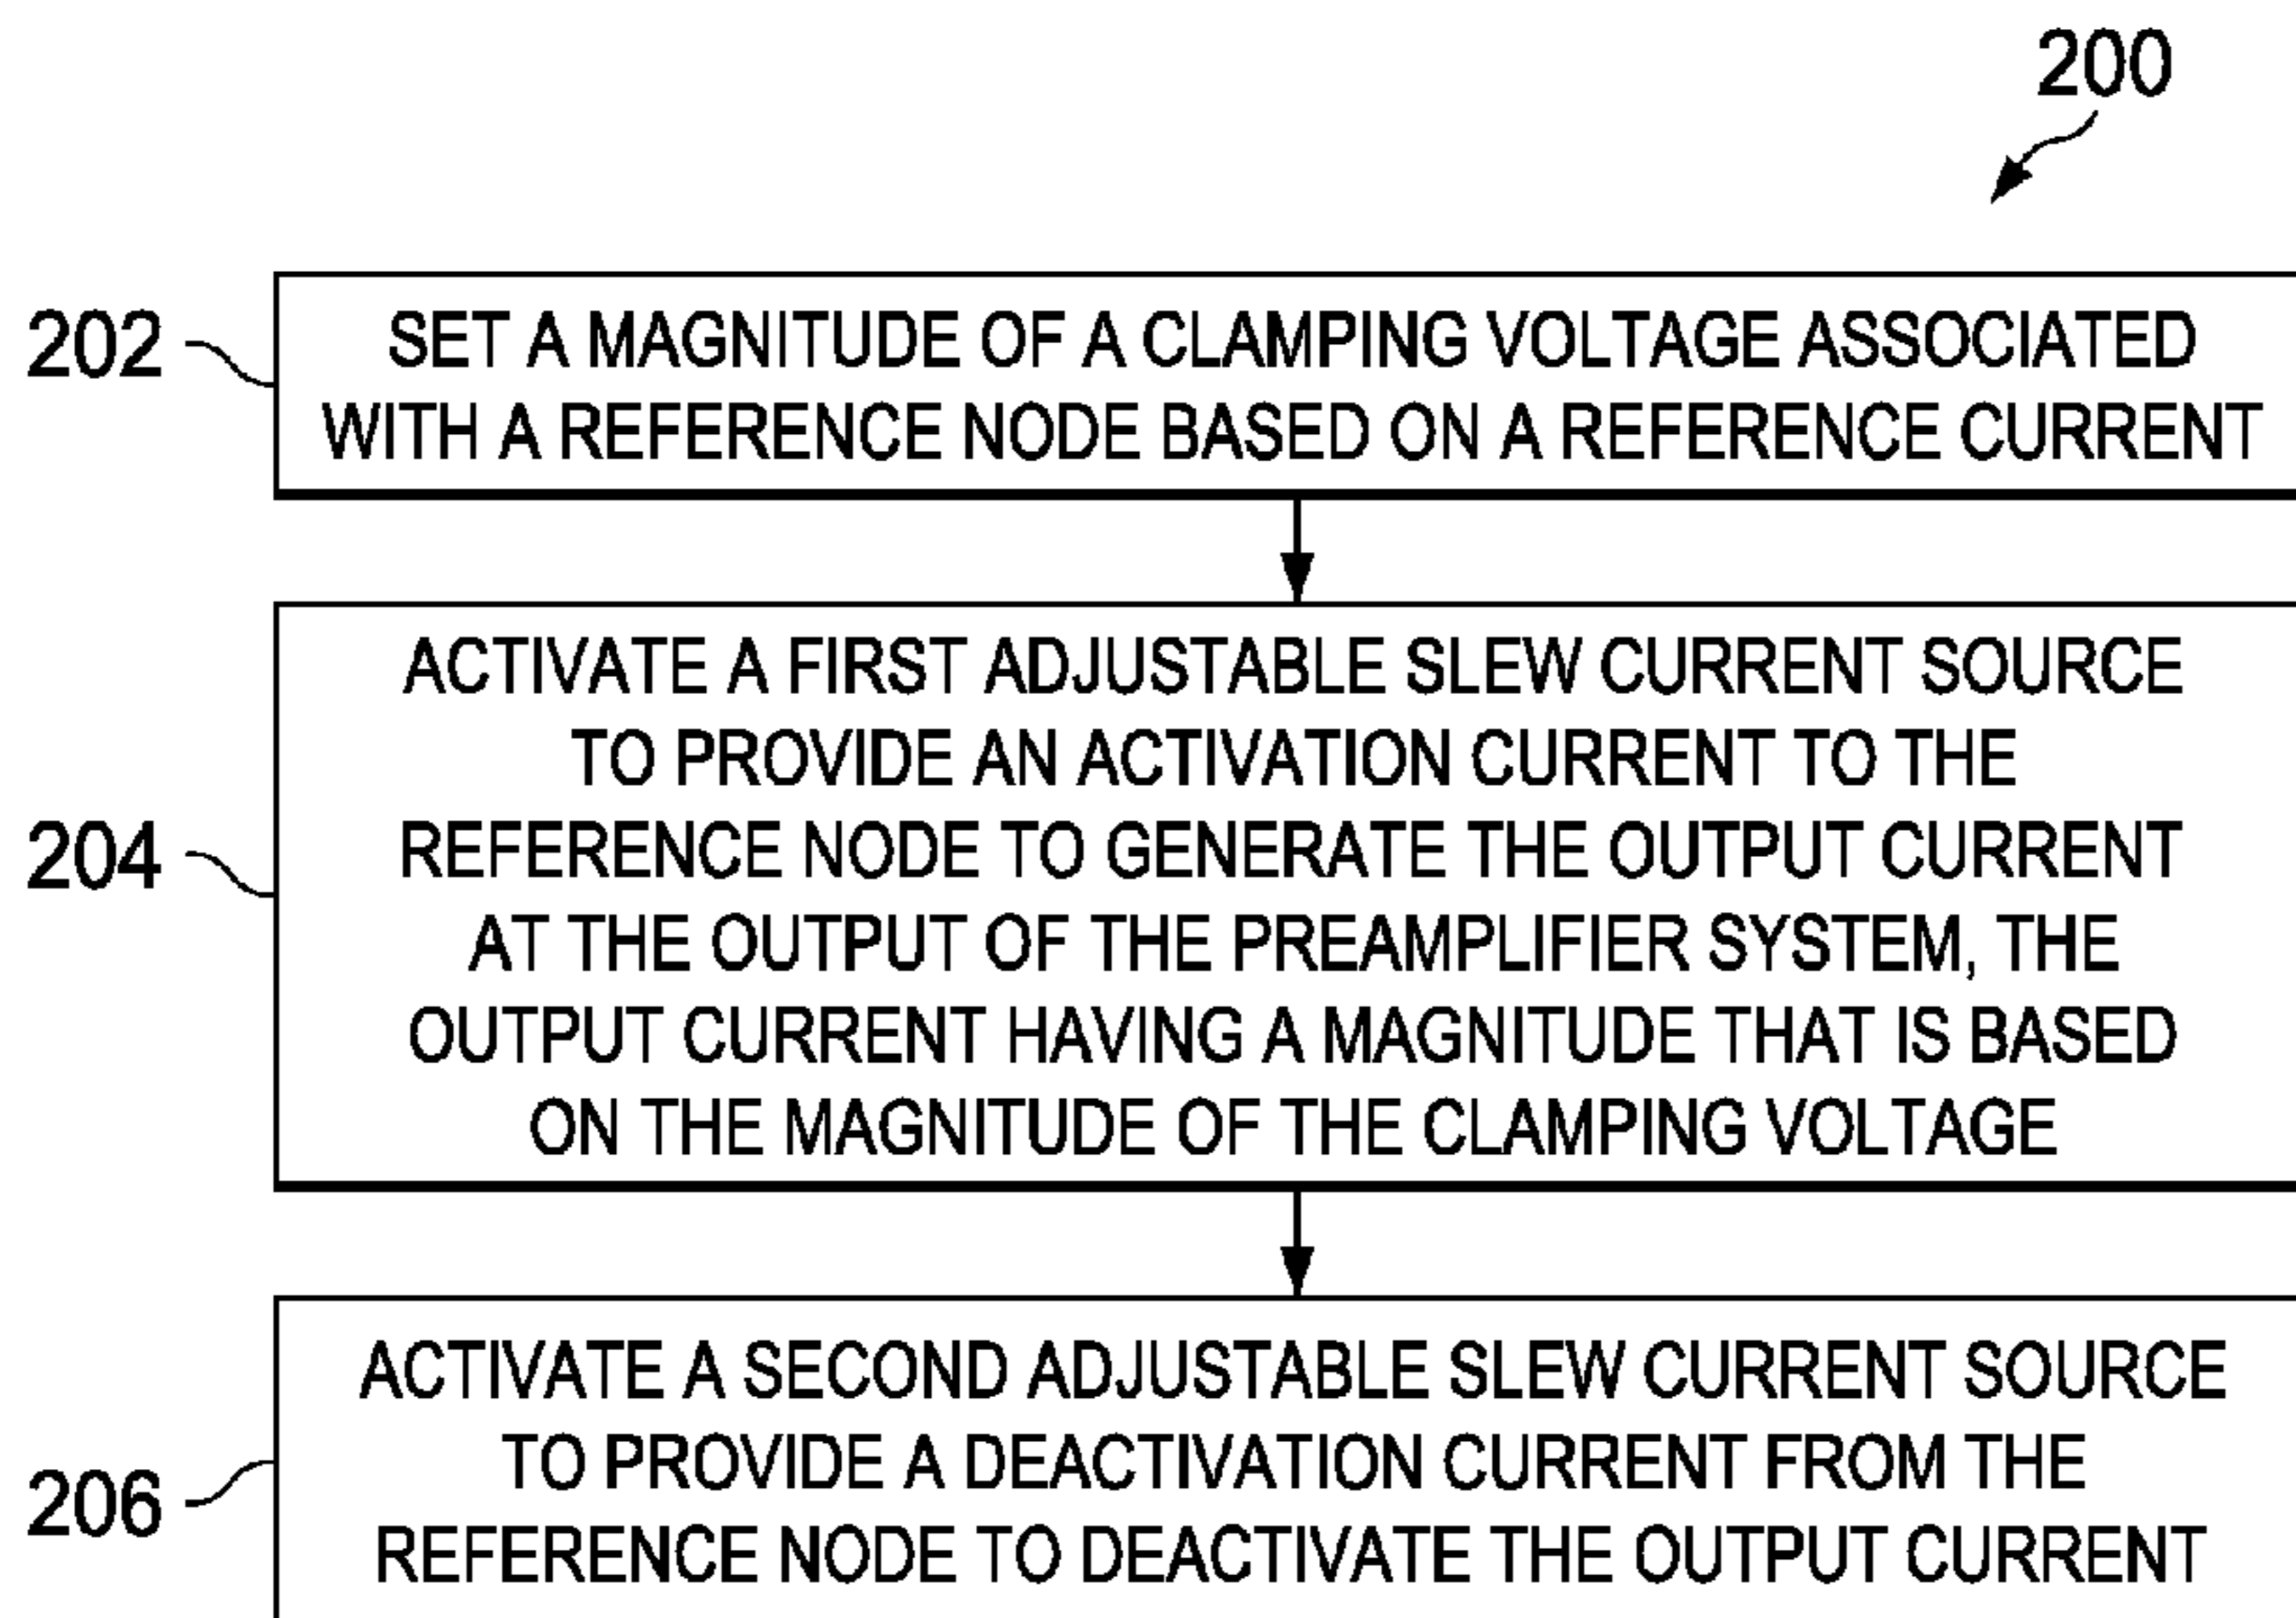 200
202
SET A MAGNITUDE OF A CLAMPING VOLTAGE ASSOCIATED
WITH A REFERENCE NODE BASED ON A REFERENCE CURRENT
204
ACTIVATE A FIRST ADJUSTABLE SLEW CURRENT SOURCE
TO PROVIDE AN ACTIVATION CURRENT TO THE
REFERENCE NODE TO GENERATE THE OUTPUT CURRENT
AT THE OUTPUT OF THE PREAMPLIFIER SYSTEM, THE
OUTPUT CURRENT HAVING A MAGNITUDE THAT IS BASED
ON THE MAGNITUDE OF THE CLAMPING VOLTAGE
206
ACTIVATE A SECOND ADJUSTABLE SLEW CURRENT SOURCE
TO PROVIDE A DEACTIVATION CURRENT FROM THE
REFERENCE NODE TO DEACTIVATE THE OUTPUT CURRENT